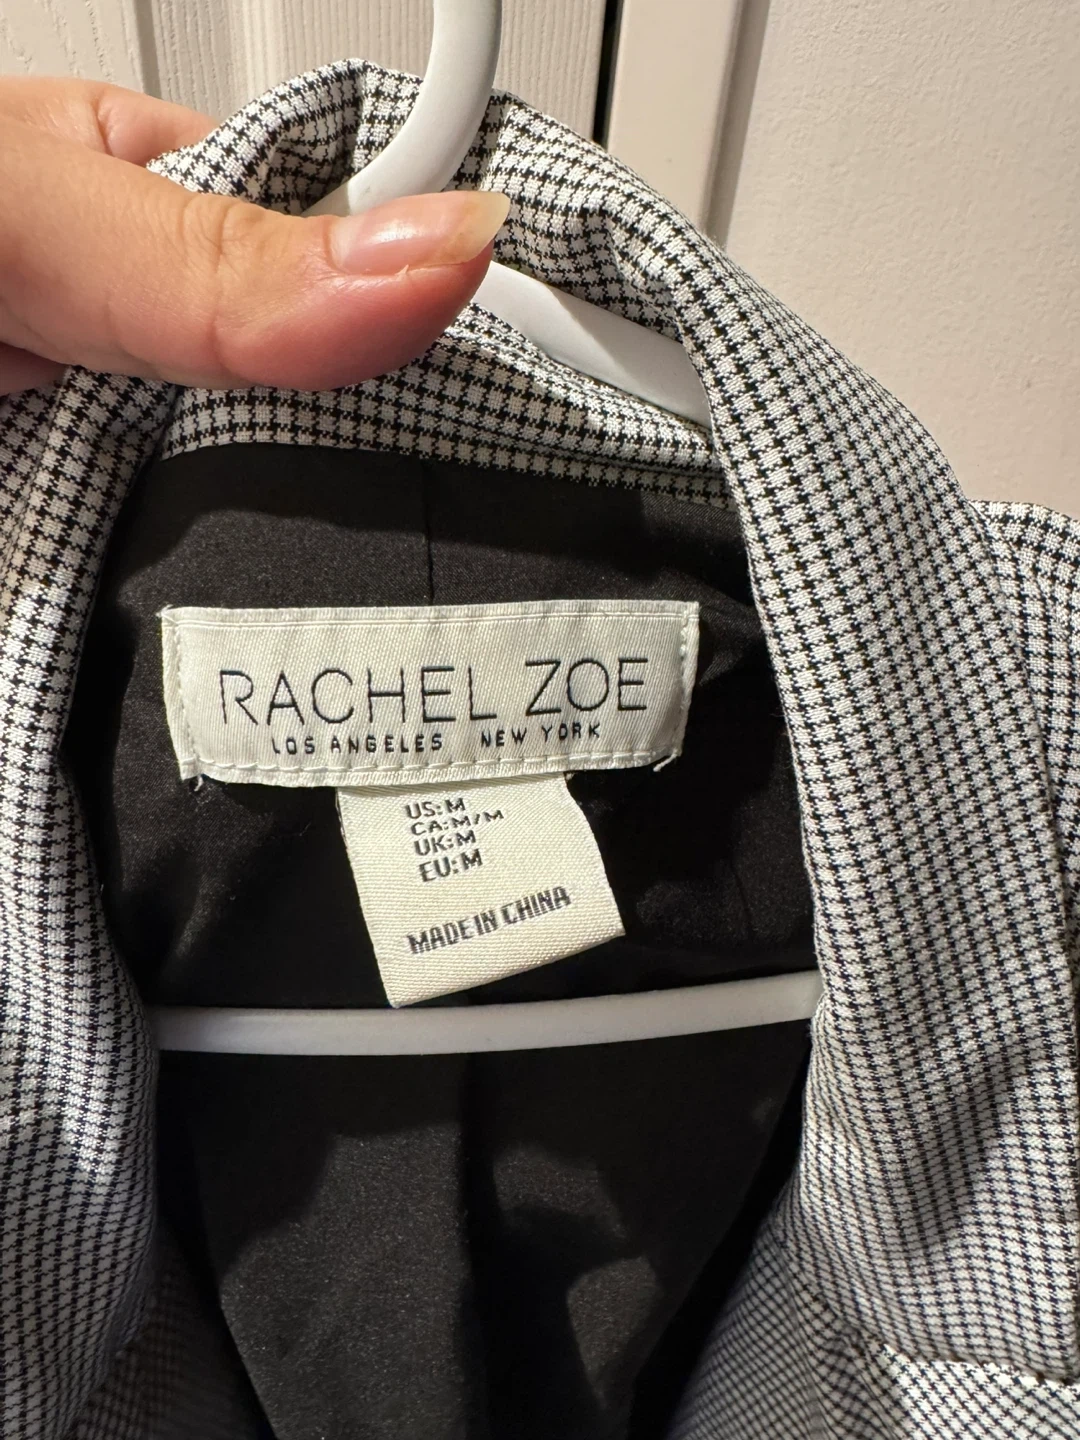 RACHEL ZOE
LOS ANGELES NEW YORK
US:M
CA:M/M
UK:M
EU:M
MADE IN CHINA